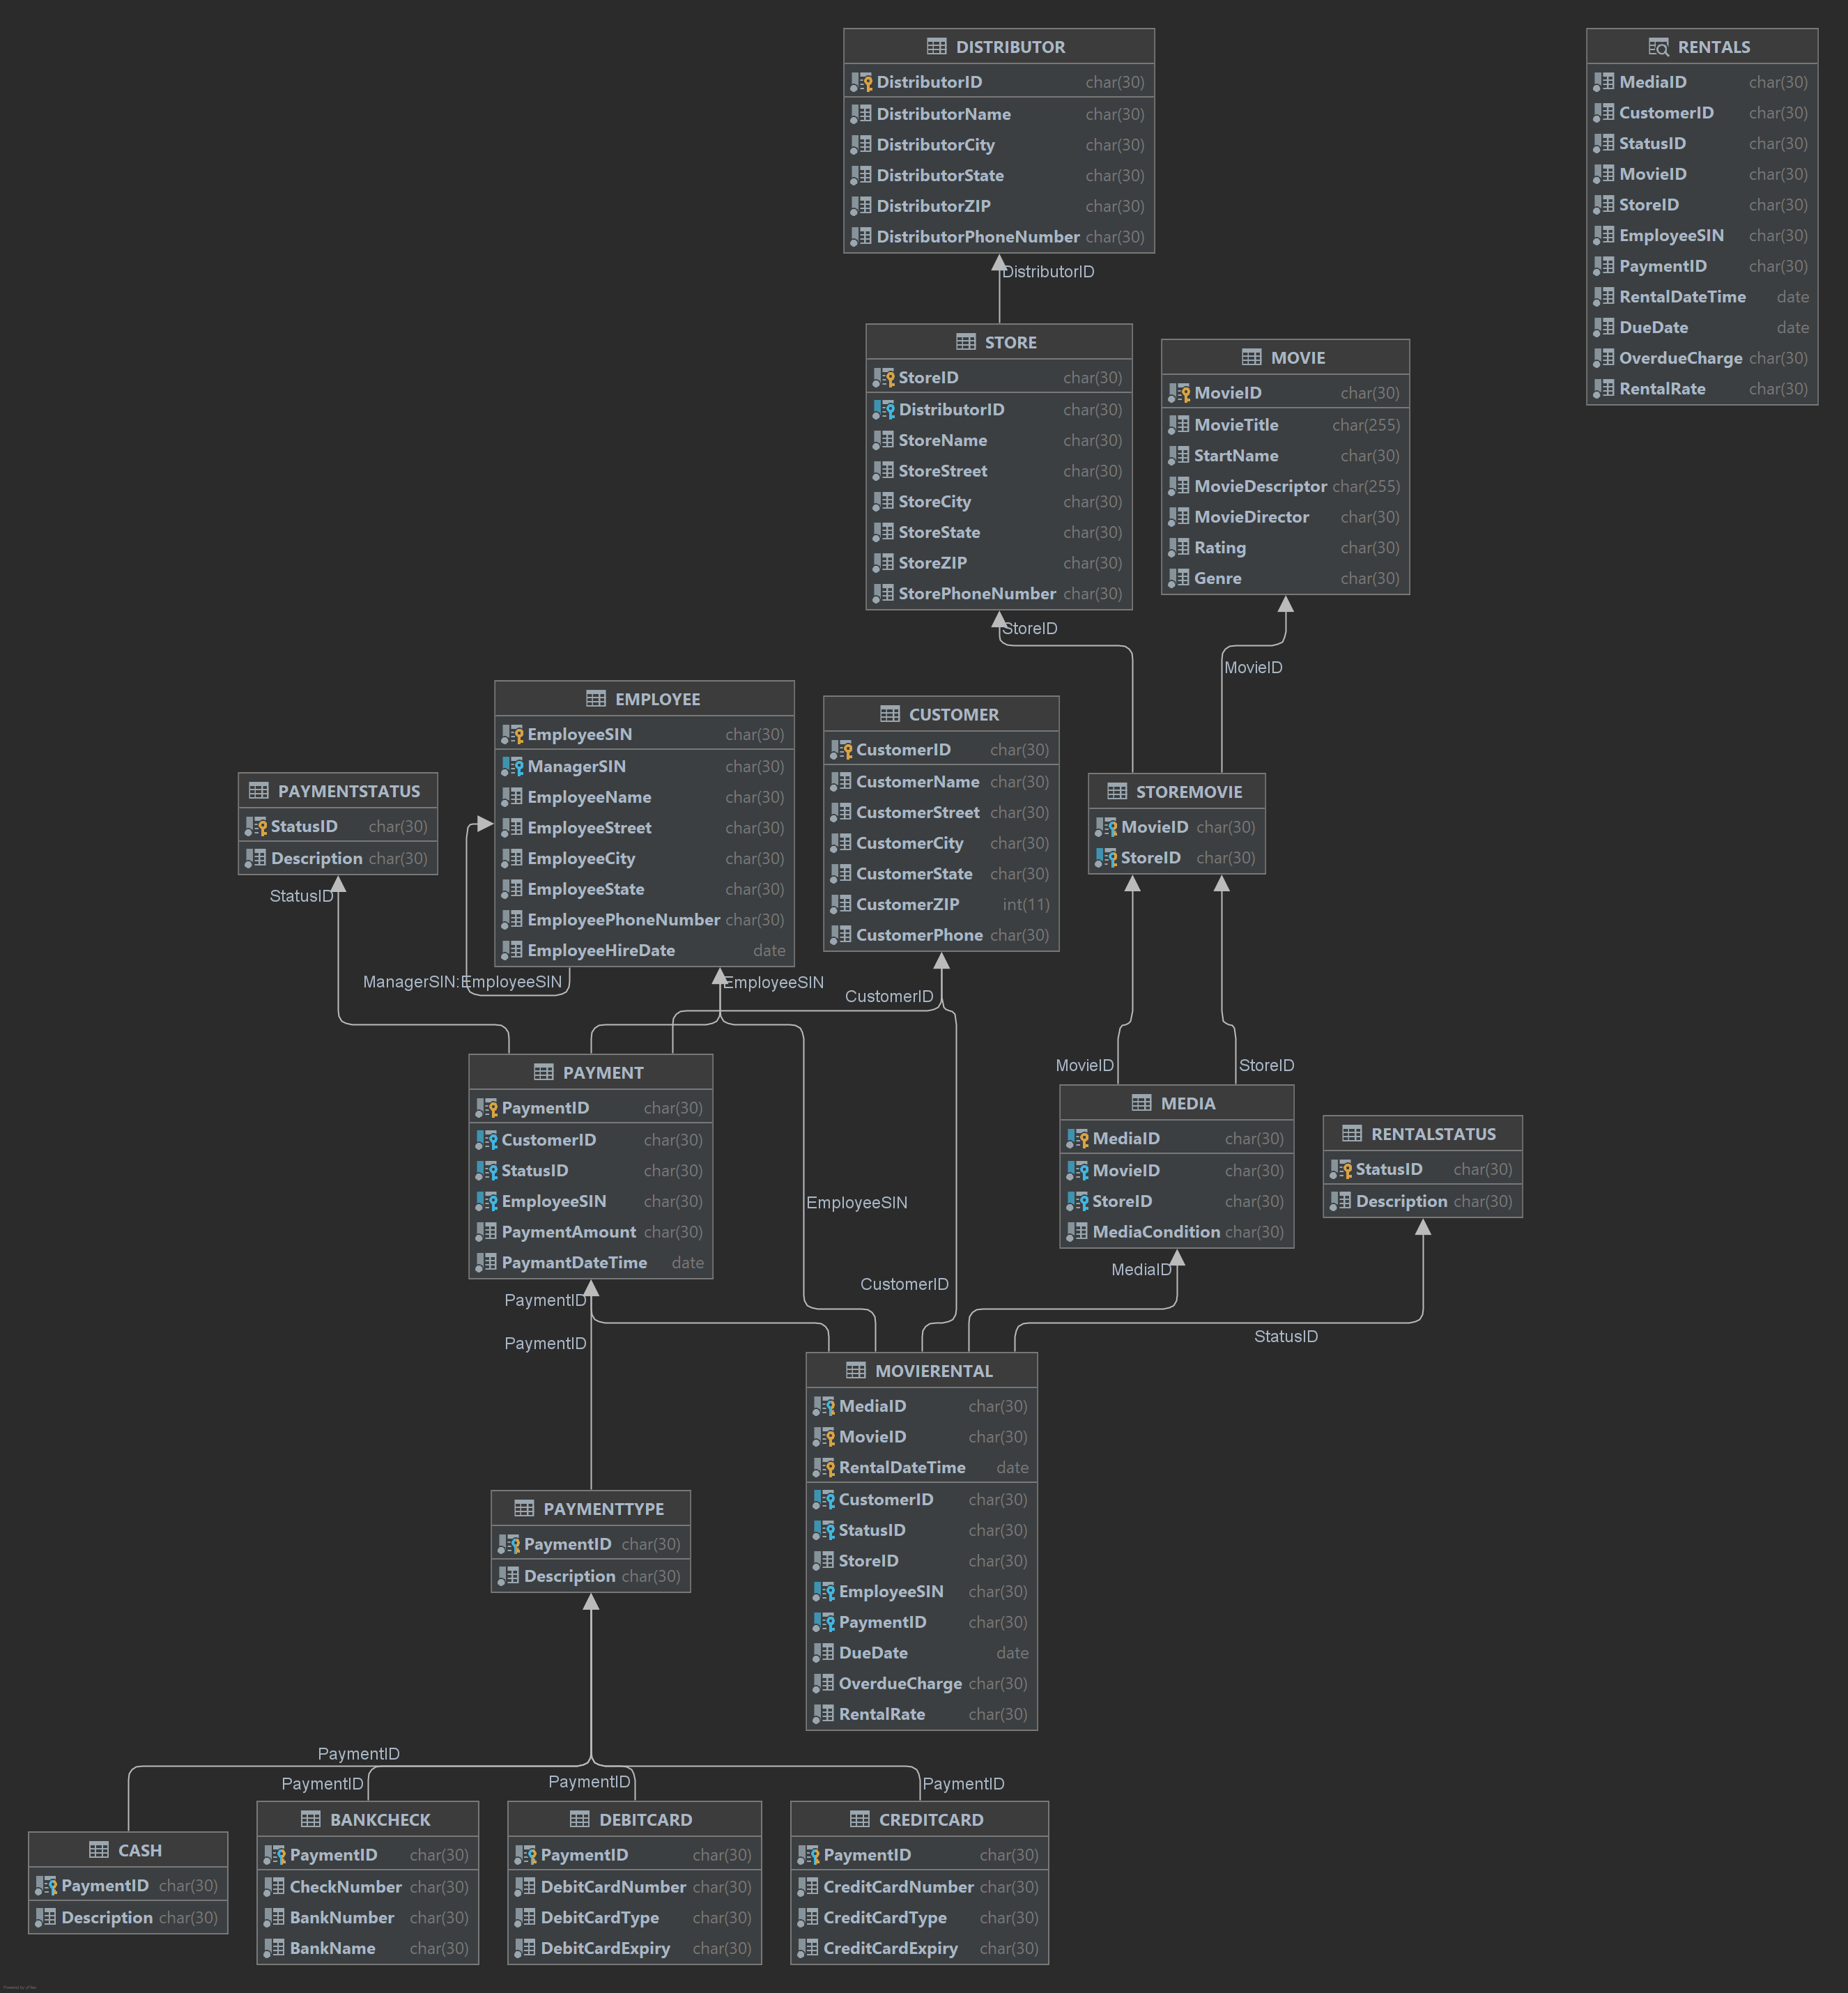 DISTRIBUTOR
DistributorID char(30)
DistributorName char(30)
DistributorCity char(30)
DistributorState char(30)
DistributorZIP char(30)
DistributorPhoneNumber char(30)
RENTALS
MediaID char(30)
CustomerID char(30)
StatusID char(30)
MovieID char(30)
StoreID char(30)
EmployeeSIN char(30)
PaymentID char(30)
RentalDateTime date
DueDate date
OverdueCharge char(30)
RentalRate char(30)
DistributorID
STORE
StoreID char(30)
DistributorID char(30)
StoreName char(30)
StoreStreet char(30)
StoreCity char(30)
StoreState char(30)
StoreZIP char(30)
StorePhoneNumber char(30)
MOVIE
MovieID char(30)
MovieTitle char(255)
StartName char(30)
MovieDescriptor char(255)
MovieDirector char(30)
Rating char(30)
Genre char(30)
StoreID
MovieID
EMPLOYEE
EmployeeSIN char(30)
ManagerSIN char(30)
EmployeeName char(30)
EmployeeStreet char(30)
EmployeeCity char(30)
EmployeeState char(30)
EmployeePhoneNumber char(30)
EmployeeHireDate date
CUSTOMER
CustomerID char(30)
CustomerName char(30)
CustomerStreet char(30)
CustomerCity char(30)
CustomerState char(30)
CustomerZIP int(11)
CustomerPhone char(30)
PAYMENTSTATUS
StatusID char(30)
Description char(30)
STOREMOVIE
MovieID char(30)
StoreID char(30)
StatusID
ManagerSIN:EmployeeSIN
EmployeeSIN
CustomerID
MovieID
StoreID
PAYMENT
PaymentID char(30)
CustomerID char(30)
StatusID char(30)
EmployeeSIN char(30)
PaymentAmount char(30)
PaymantDateTime date
MEDIA
MediaID char(30)
MovieID char(30)
StoreID char(30)
MediaCondition char(30)
RENTALSTATUS
StatusID char(30)
Description char(30)
EmployeeSIN
CustomerID
MediaID
PaymentID
StatusID
PaymentID
MOVIERENTAL
MediaID char(30)
MovieID char(30)
RentalDateTime date
CustomerID char(30)
StatusID char(30)
StoreID char(30)
EmployeeSIN char(30)
PaymentID char(30)
DueDate date
OverdueCharge char(30)
RentalRate char(30)
PAYMENTTYPE
PaymentID char(30)
Description char(30)
PaymentID
PaymentID
PaymentID
PaymentID
CASH
PaymentID char(30)
Description char(30)
BANKCHECK
PaymentID char(30)
CheckNumber char(30)
BankNumber char(30)
BankName char(30)
DEBITCARD
PaymentID char(30)
DebitCardNumber char(30)
DebitCardType char(30)
DebitCardExpiry char(30)
CREDITCARD
PaymentID char(30)
CreditCardNumber char(30)
CreditCardType char(30)
CreditCardExpiry char(30)
Powered by yFiles